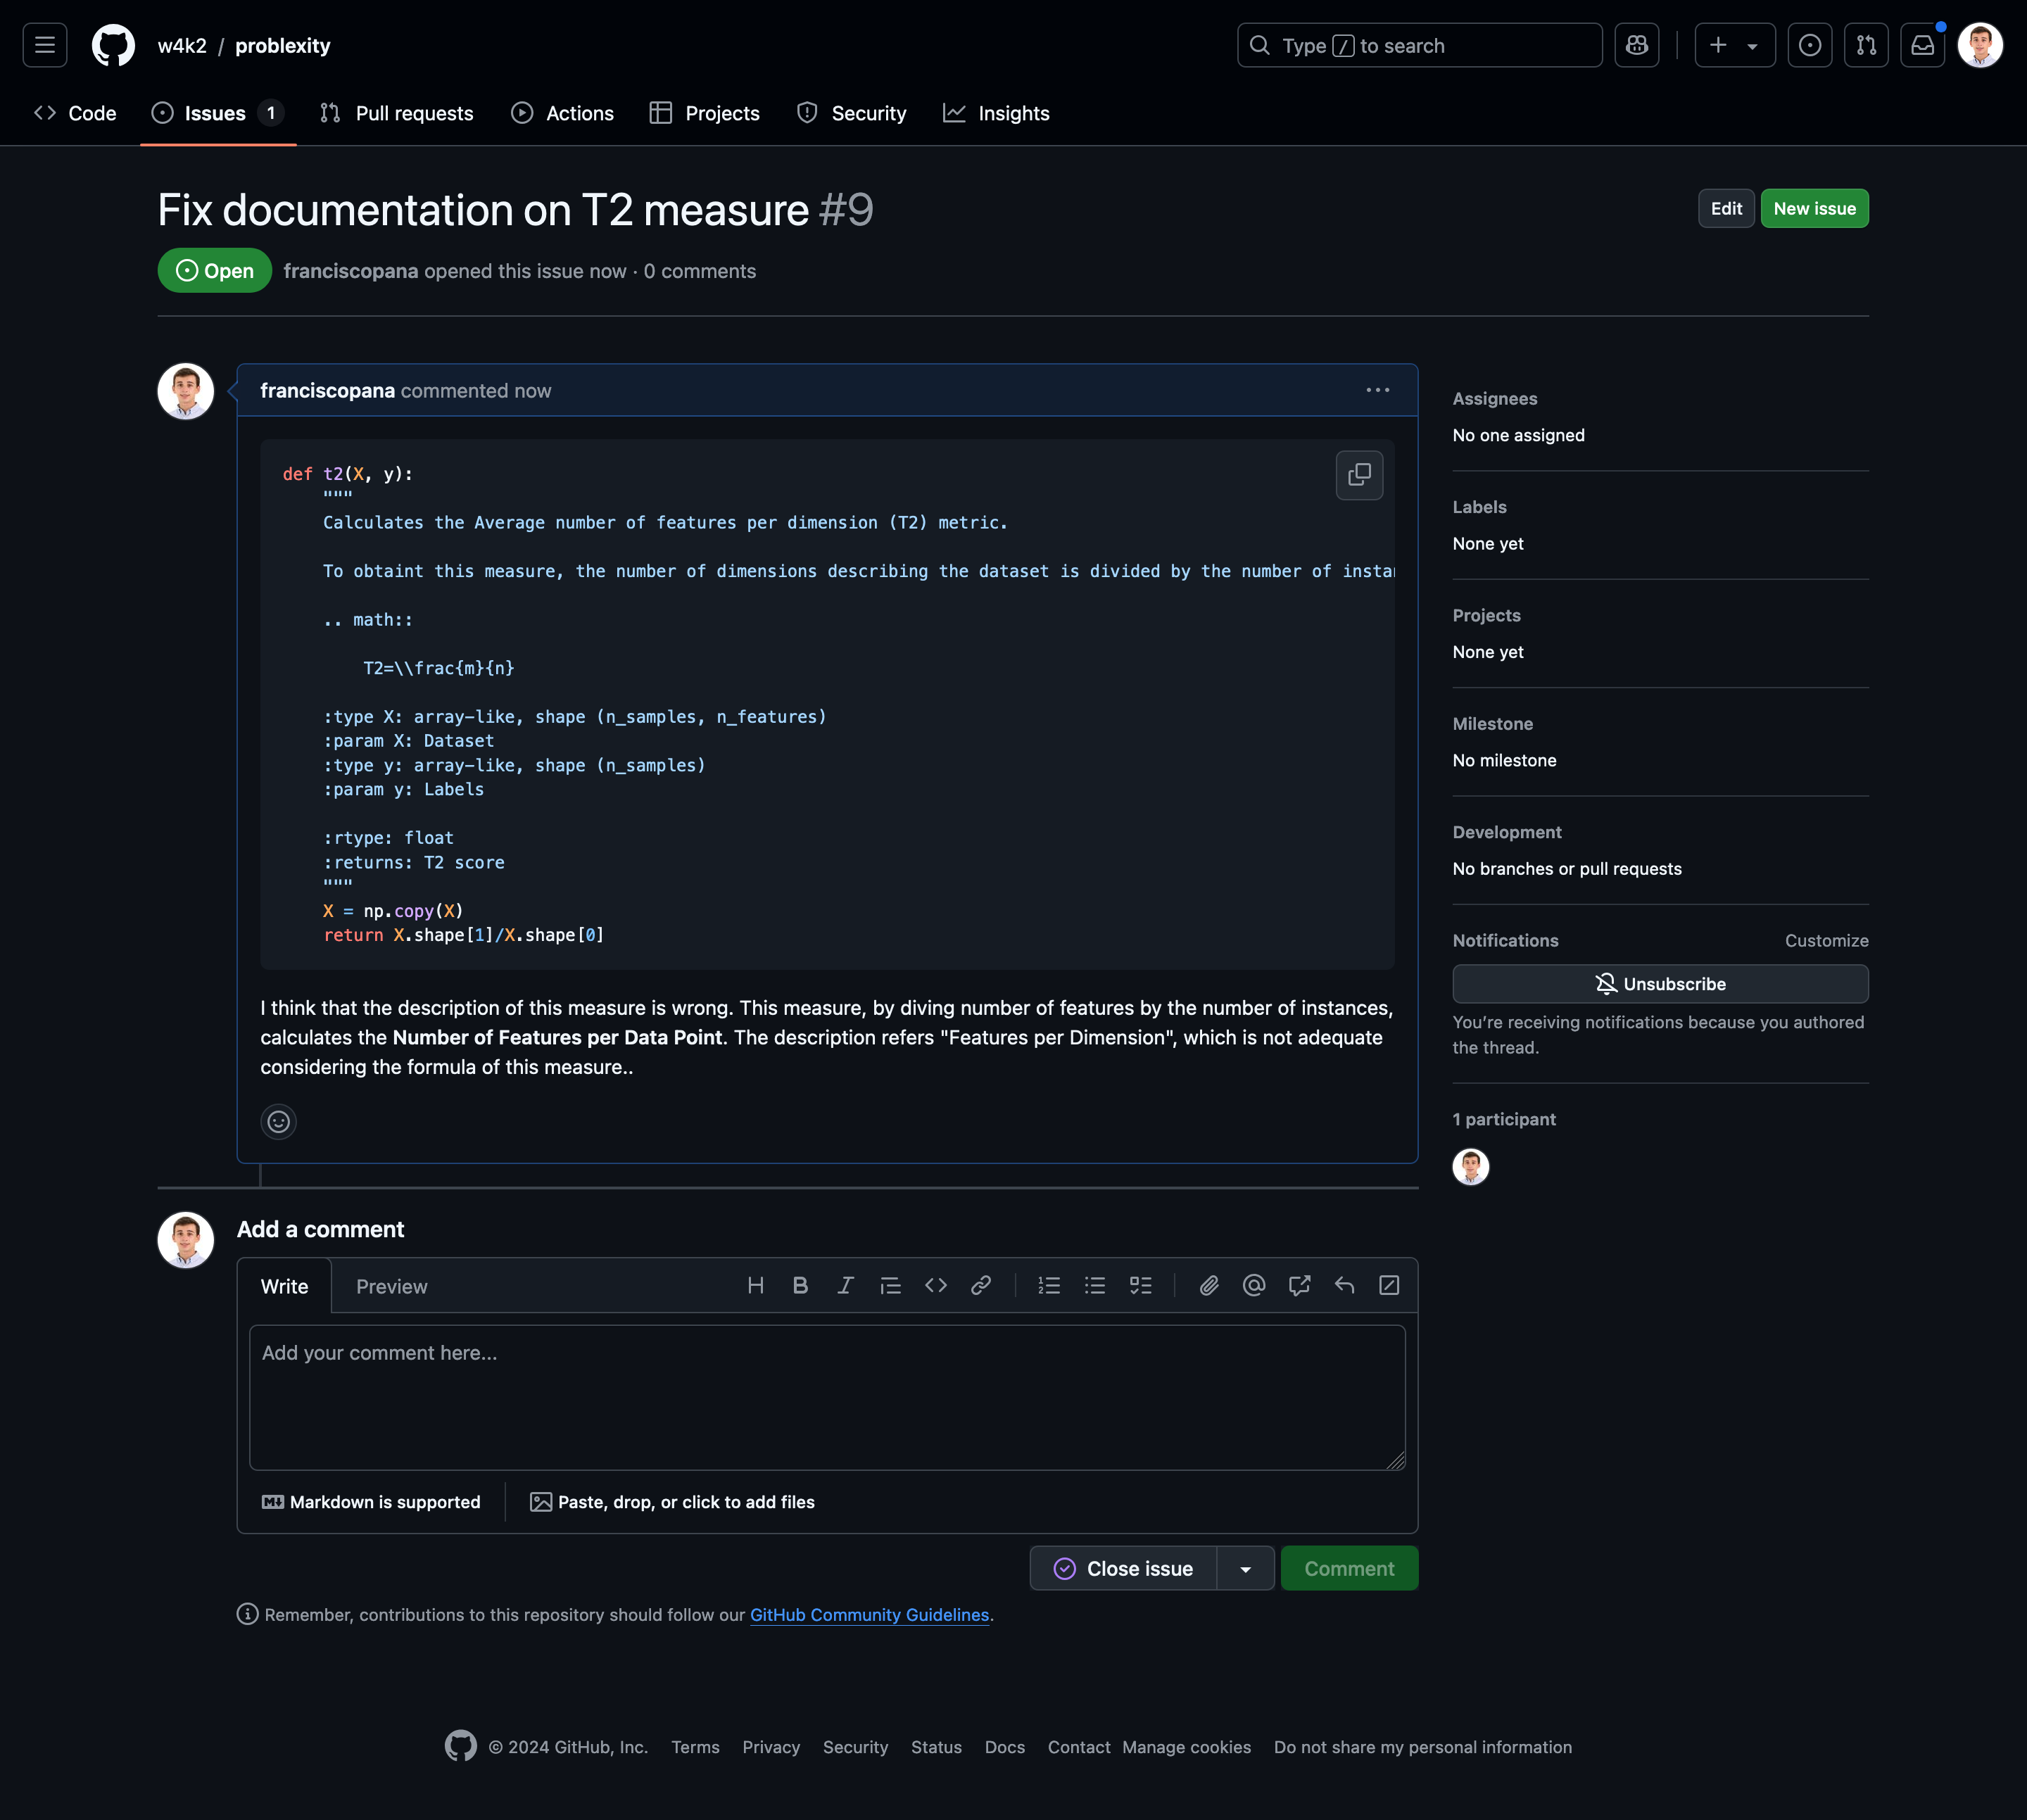 w4k2 / problexity
Type / to search
Code
Issues 1
Pull requests
Actions
Projects
Security
Insights
Fix documentation on T2 measure #9
Edit
New issue
Open
franciscopana opened this issue now · 0 comments
franciscopana commented now
def t2(X, y):
"""
Calculates the Average number of features per dimension (T2) metric.
To obtaint this measure, the number of dimensions describing the dataset is divided by the number of
.. math::
T2=\\frac{m}{n}
:type X: array-like, shape (n_samples, n_features)
:param X: Dataset
:type y: array-like, shape (n_samples)
:param y: Labels
:rtype: float
:returns: T2 score
"""
X = np.copy(X)
return X.shape[1]/X.shape[0]
I think that the description of this measure is wrong. This measure, by diving number of features by the number of instances,
calculates the Number of Features per Data Point. The description refers "Features per Dimension", which is not adequate
considering the formula of this measure..
Assignees
No one assigned
Labels
None yet
Projects
None yet
Milestone
No milestone
Development
No branches or pull requests
Notifications
Customize
Unsubscribe
You're receiving notifications because you authored
the thread.
1 participant
Add a comment
Write
Preview
Add your comment here...
Markdown is supported
Paste, drop, or click to add files
Close issue
Comment
Remember, contributions to this repository should follow our GitHub Community Guidelines.
© 2024 GitHub, Inc.
Terms
Privacy
Security
Status
Docs
Contact
Manage cookies
Do not share my personal information